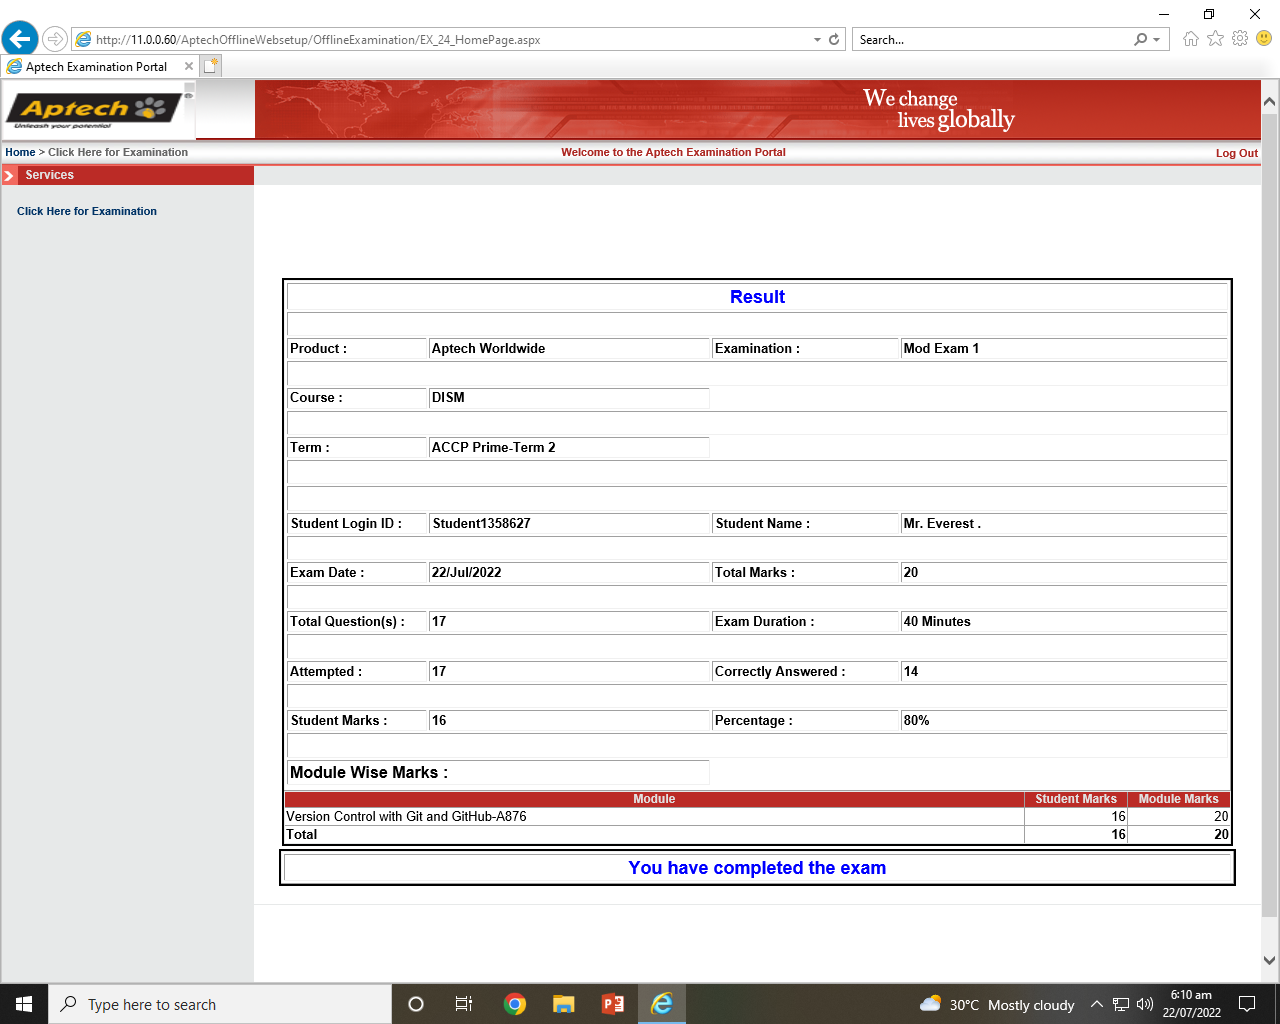 http://11.0.0.60/AptechOfflineWebsetup/OfflineExamination/EX_24_HomePage.aspx
Search...
Aptech Examination Portal
Aptech
Unleash your potential
We change
lives globally
Home > Click Here for Examination
Welcome to the Aptech Examination Portal
Log Out
Services
Click Here for Examination
Result
Product : Aptech Worldwide Examination : Mod Exam 1
Course : DISM
Term : ACCP Prime-Term 2
Student Login ID : Student1358627 Student Name : Mr. Everest .
Exam Date : 22/Jul/2022 Total Marks : 20
Total Question(s) : 17 Exam Duration : 40 Minutes
Attempted : 17 Correctly Answered : 14
Student Marks : 16 Percentage : 80%
Module Wise Marks :
Module Student Marks Module Marks
Version Control with Git and GitHub-A876 16 20
Total 16 20
You have completed the exam
Type here to search
30°C Mostly cloudy
6:10 am
22/07/2022